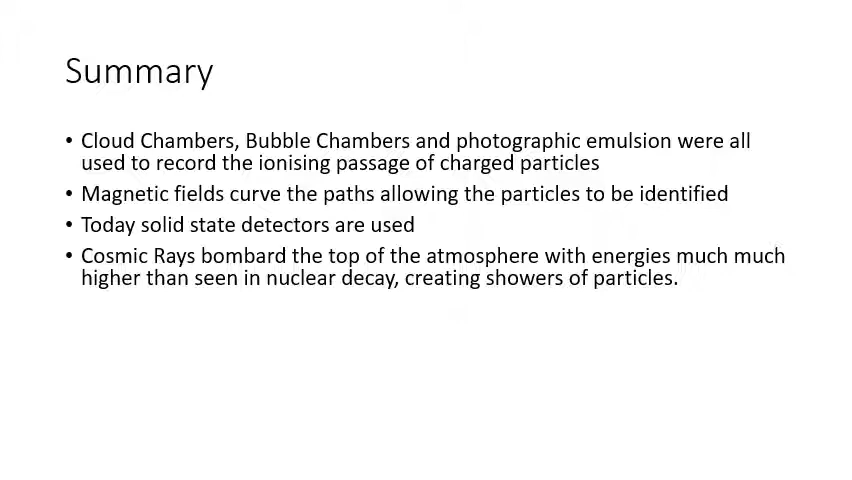 Summary
• Cloud Chambers, Bubble Chambers and photographic emulsion were all
used to record the ionising passage of charged particles
• Magnetic fields curve the paths allowing the particles to be identified
• Today solid state detectors are used
• Cosmic Rays bombard the top of the atmosphere with energies much much
higher than seen in nuclear decay, creating showers of particles.